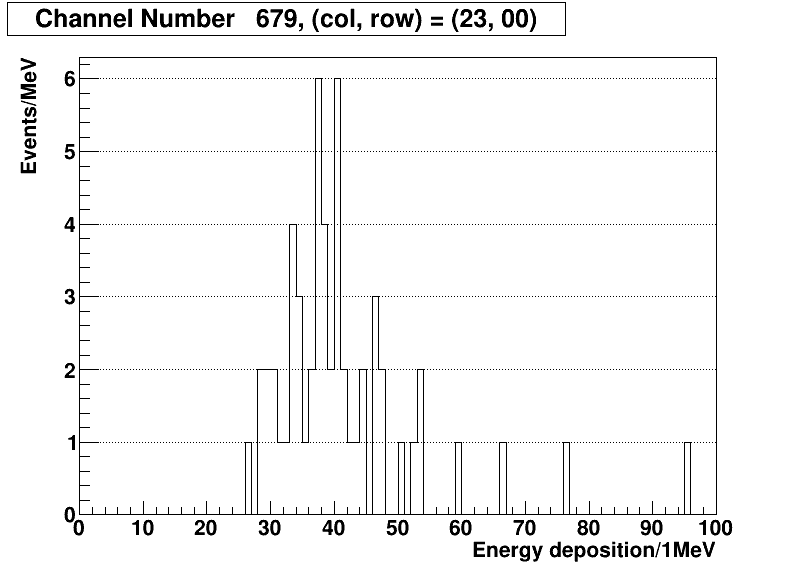 Channel Number 679, (col, row) = (23, 00)
Events/MeV
6
5
4
3
2
1
0
0 10 20 30 40 50 60 70 80 90 100
Energy deposition/1MeV